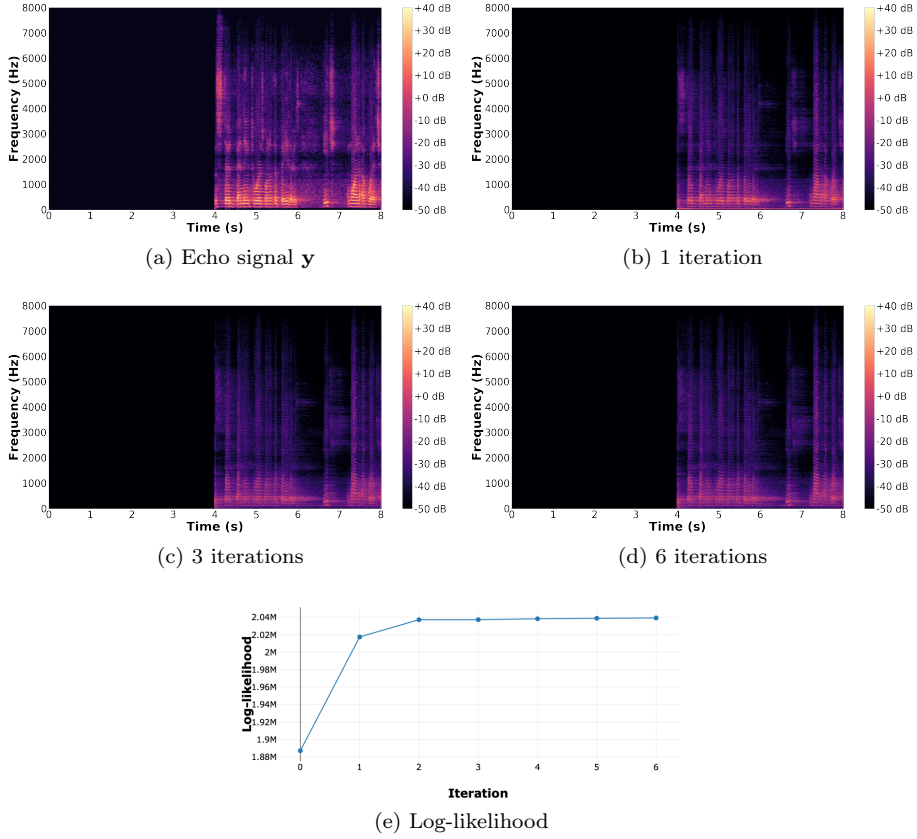 8000
7000
6000
5000
4000
3000
2000
1000
0
Frequency (Hz)
0 1 2 3 4 5 6 7 8
Time (s)
+40 dB
+30 dB
+20 dB
+10 dB
+0 dB
-10 dB
-20 dB
-30 dB
-40 dB
-50 dB
(a) Echo signal y
8000
7000
6000
5000
4000
3000
2000
1000
0
Frequency (Hz)
0 1 2 3 4 5 6 7 8
Time (s)
+40 dB
+30 dB
+20 dB
+10 dB
+0 dB
-10 dB
-20 dB
-30 dB
-40 dB
-50 dB
(b) 1 iteration
8000
7000
6000
5000
4000
3000
2000
1000
0
Frequency (Hz)
0 1 2 3 4 5 6 7 8
Time (s)
+40 dB
+30 dB
+20 dB
+10 dB
+0 dB
-10 dB
-20 dB
-30 dB
-40 dB
-50 dB
(c) 3 iterations
8000
7000
6000
5000
4000
3000
2000
1000
0
Frequency (Hz)
0 1 2 3 4 5 6 7 8
Time (s)
+40 dB
+30 dB
+20 dB
+10 dB
+0 dB
-10 dB
-20 dB
-30 dB
-40 dB
-50 dB
(d) 6 iterations
2.04M
2.02M
2M
1.98M
1.96M
1.94M
1.92M
1.9M
1.88M
Log-likelihood
0 1 2 3 4 5 6
Iteration
(e) Log-likelihood